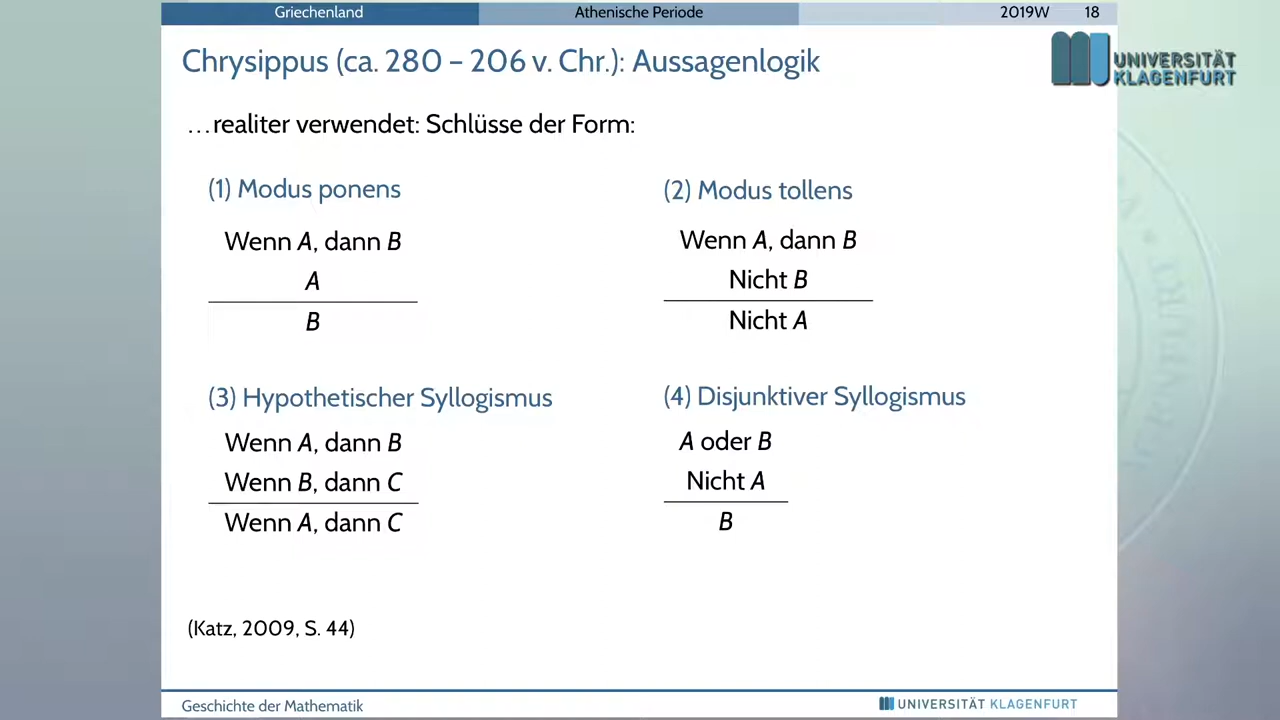 Griechenland Athenische Periode 2019W 18
Chrysippus (ca. 280 – 206 v. Chr.): Aussagenlogik
UNIVERSITÄT
KLAGENFURT
…realiter verwendet: Schlüsse der Form:
(1) Modus ponens
Wenn A, dann B
A
B
(2) Modus tollens
Wenn A, dann B
Nicht B
Nicht A
(3) Hypothetischer Syllogismus
Wenn A, dann B
Wenn B, dann C
Wenn A, dann C
(4) Disjunktiver Syllogismus
A oder B
Nicht A
B
(Katz, 2009, S. 44)
Geschichte der Mathematik UNIVERSITÄT KLAGENFURT